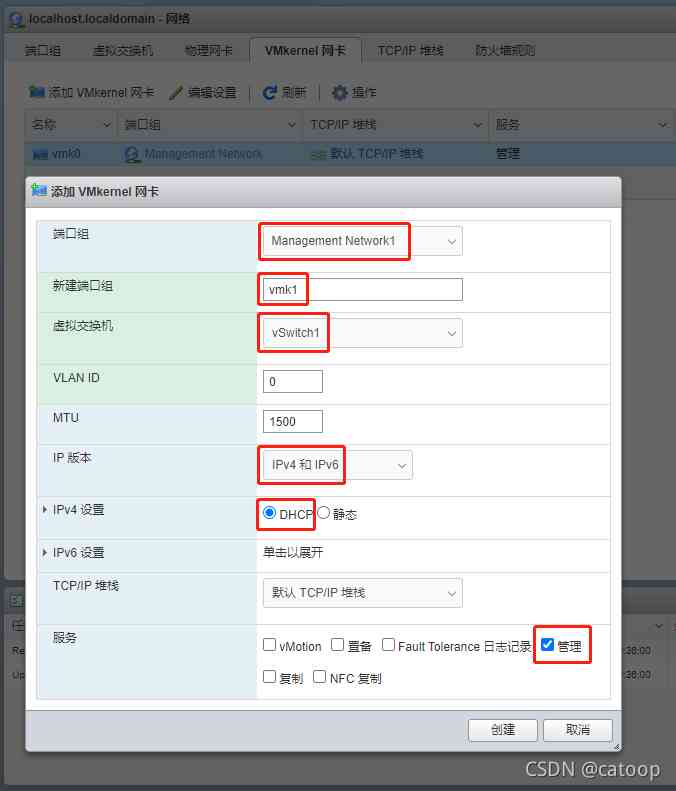 localhost.localdomain - 网络
端口组 虚拟交换机 物理网卡 VMkernel 网卡 TCP/IP 堆栈 防火墙规则
添加 VMkernel 网卡 编辑设置 刷新 操作
名称 端口组 TCP/IP 堆栈 服务
vmk0 Management Network 默认 TCP/IP 堆栈 管理
添加 VMkernel 网卡
端口组 Management Network1
新建端口组 vmk1
虚拟交换机 vSwitch1
VLAN ID 0
MTU 1500
IP 版本 IPv4 和 IPv6
IPv4 设置 DHCP 静态
IPv6 设置 单击以展开
TCP/IP 堆栈 默认 TCP/IP 堆栈
任
服务 vMotion 置备 Fault Tolerance 日志记录 管理
Re :36:00
复制 NFC 复制
Up :36:00
创建 取消
CSDN @catoop